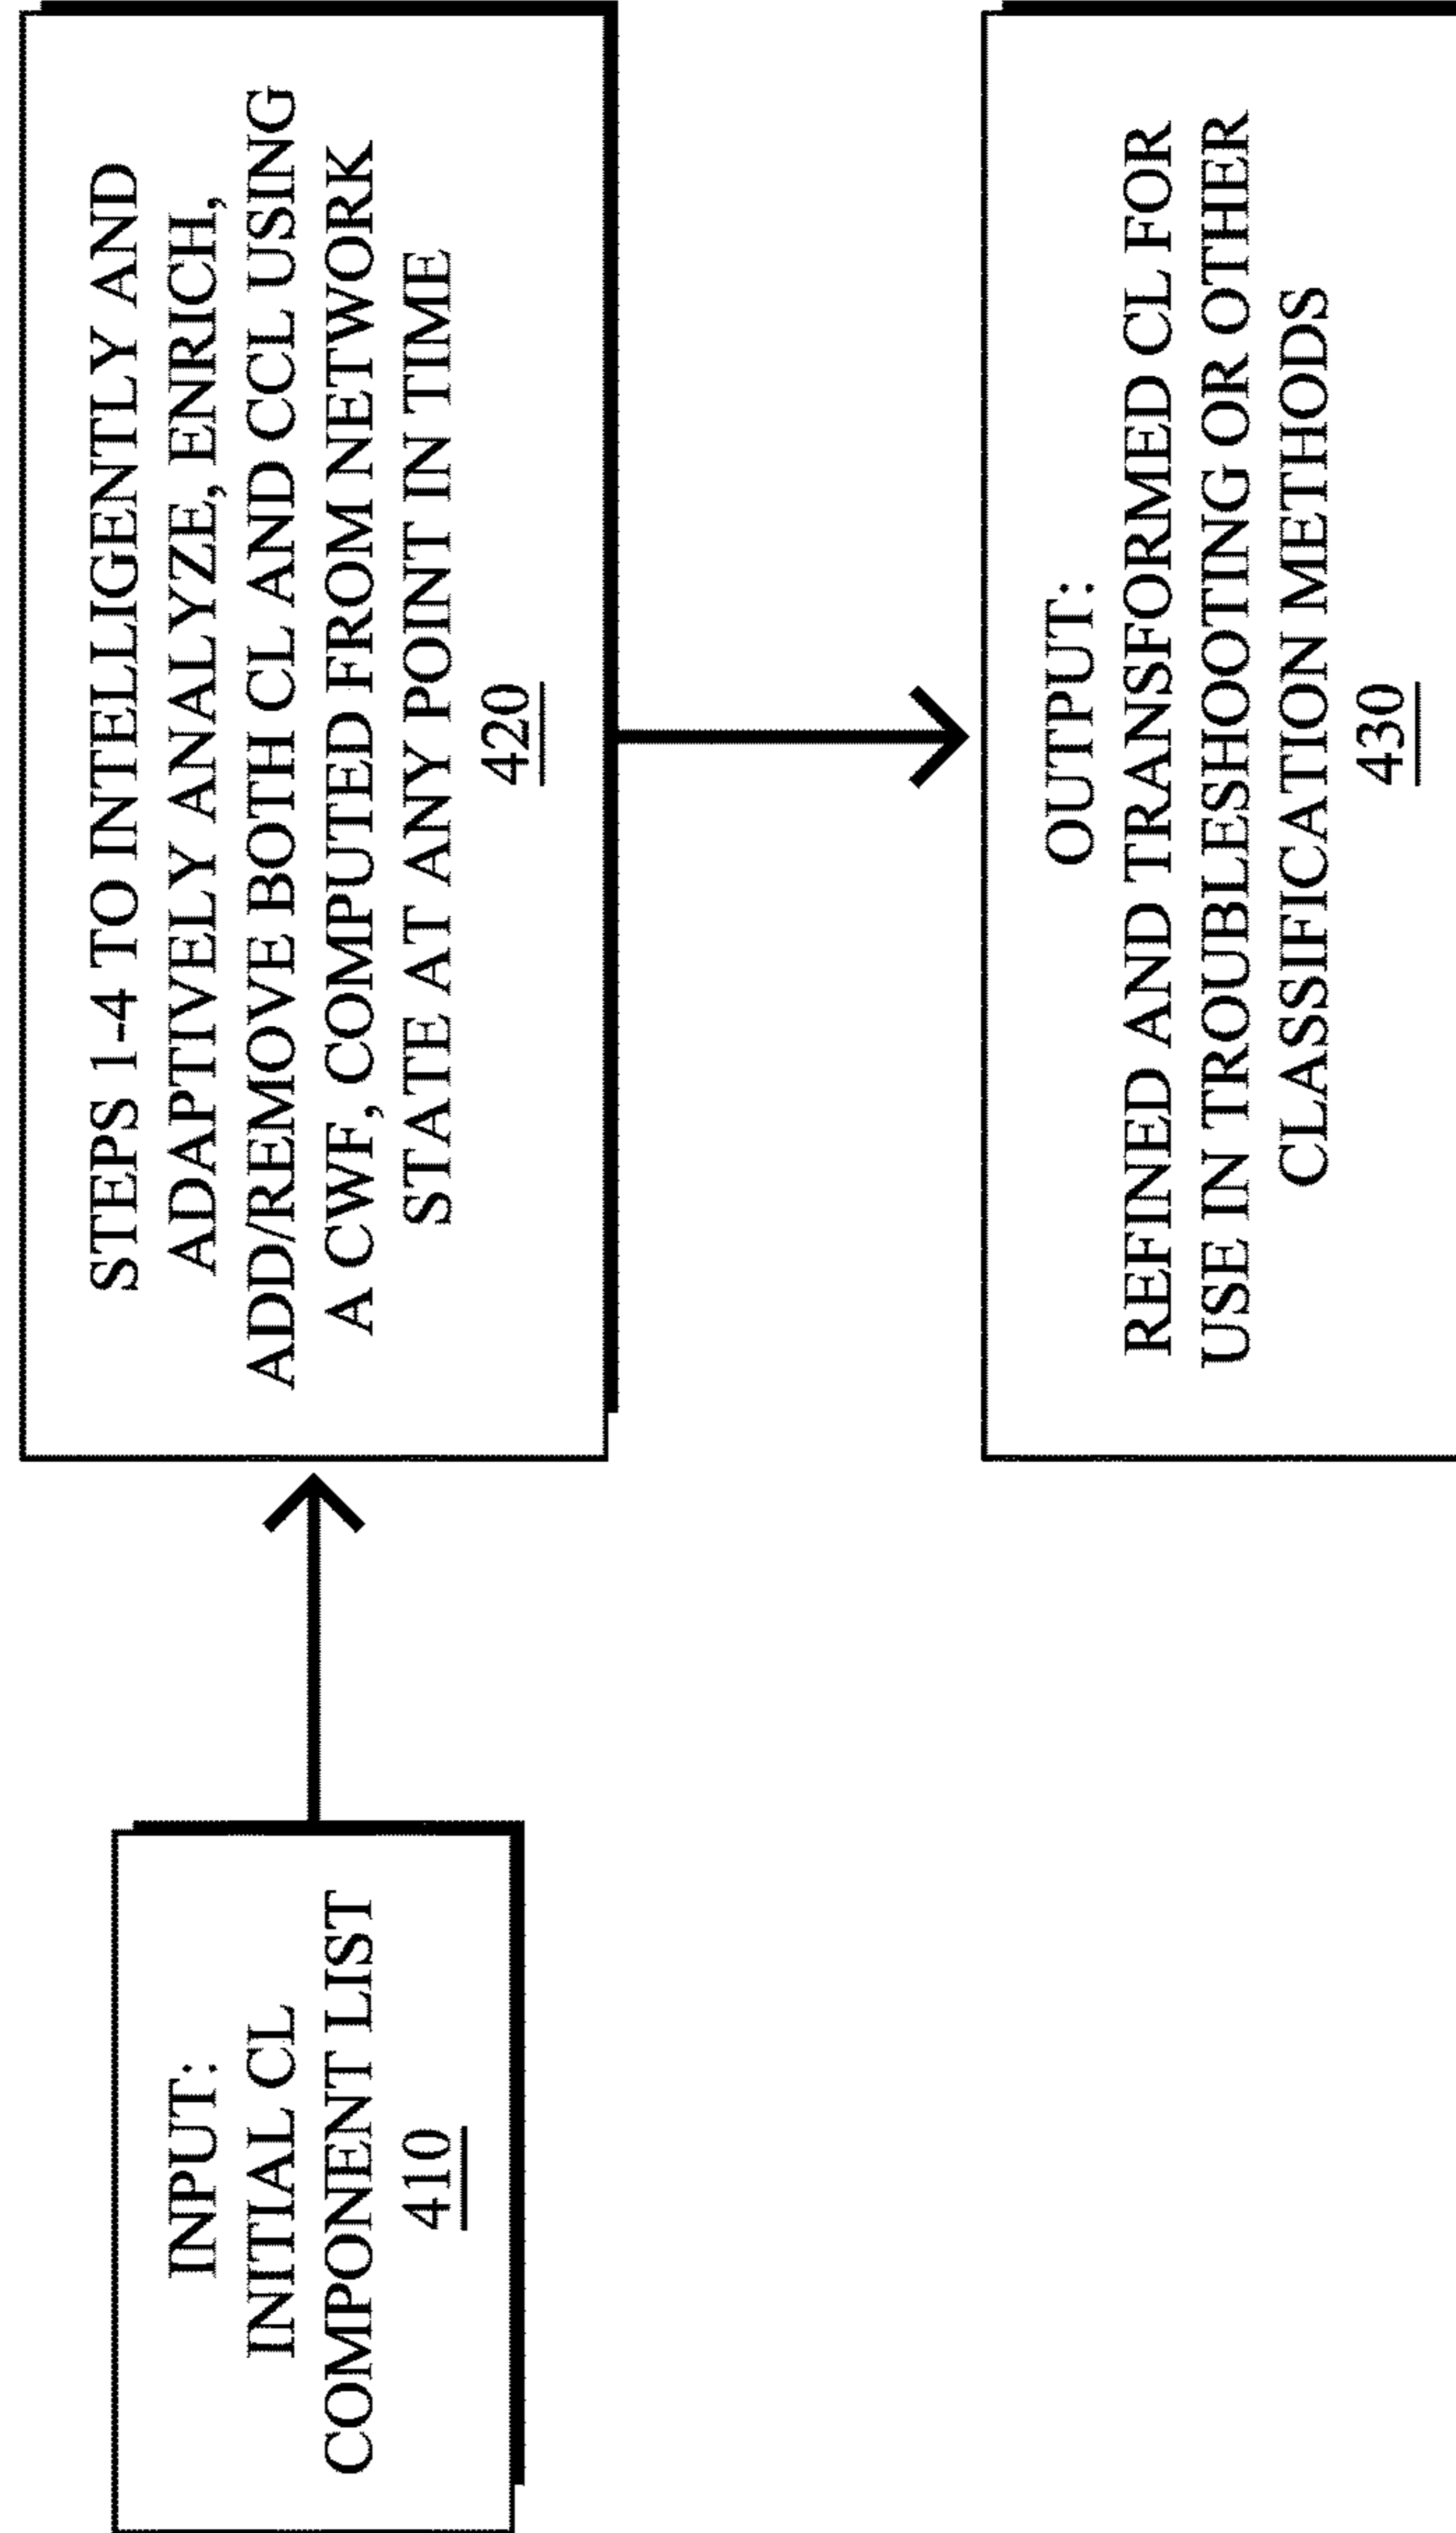 INPUT:
INITIAL CL
COMPONENT LIST
410
STEPS 1-4 TO INTELLIGENTLY AND
ADAPTIVELY ANALYZE, ENRICH,
ADD/REMOVE BOTH CL AND CCL USING
A CWF, COMPUTED FROM NETWORK
STATE AT ANY POINT IN TIME
420
OUTPUT:
REFINED AND TRANSFORMED CL FOR
USE IN TROUBLESHOOTING OR OTHER
CLASSIFICATION METHODS
430